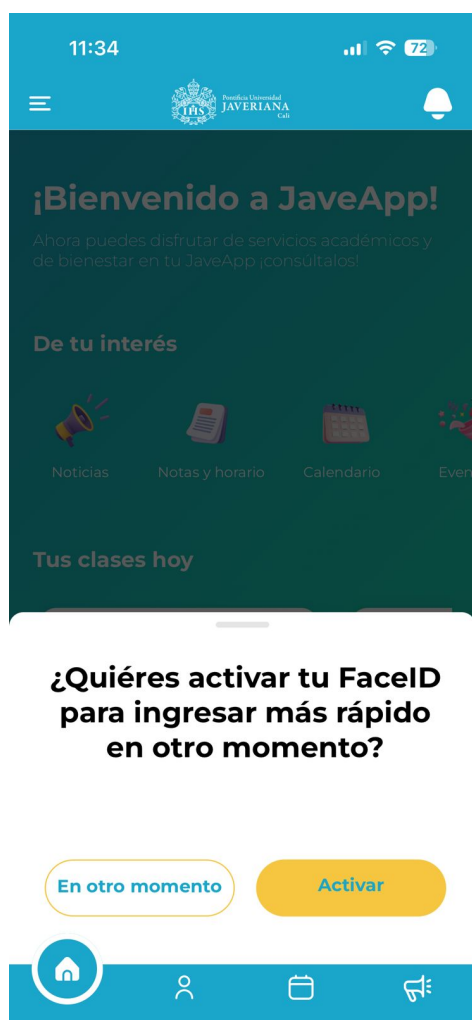 11:34
72
Pontificia Universidad
JAVERIANA
Cali
¡Bienvenido a JaveApp!
Ahora puedes disfrutar de servicios académicos y
de bienestar en tu JaveApp ¡consúltalos!
De tu interés
Noticias
Notas y horario
Calendario
Even
Tus clases hoy
¿Quiéres activar tu FaceID
para ingresar más rápido
en otro momento?
En otro momento
Activar